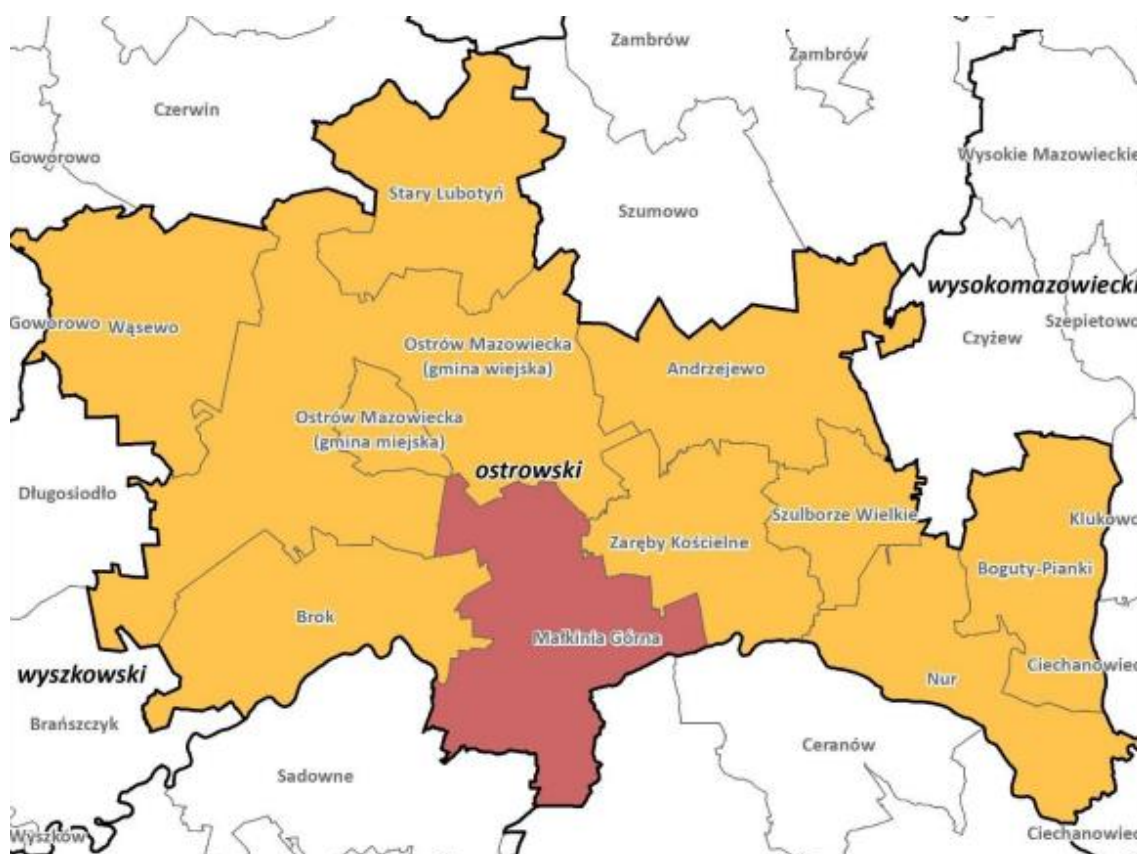 Zambrów
Zambrów
Czerwin
Goworowo
Wysokie Mazowieckie
Stary Lubotyń
Szumowo
wysokomazowiecki
Goworowo
Wąsewo
Szepietowo
Czyżew
Ostrów Mazowiecka
(gmina wiejska)
Andrzejewo
Ostrów Mazowiecka
(gmina miejska)
ostrowski
Długosiodło
Szulborze Wielkie
Klukowo
Zaręby Kościelne
Boguty-Pianki
Brok
Małkinia Górna
wyszkowski
Ciechanowiec
Nur
Brańszczyk
Ceranów
Sadowne
Wyszków
Ciechanowiec